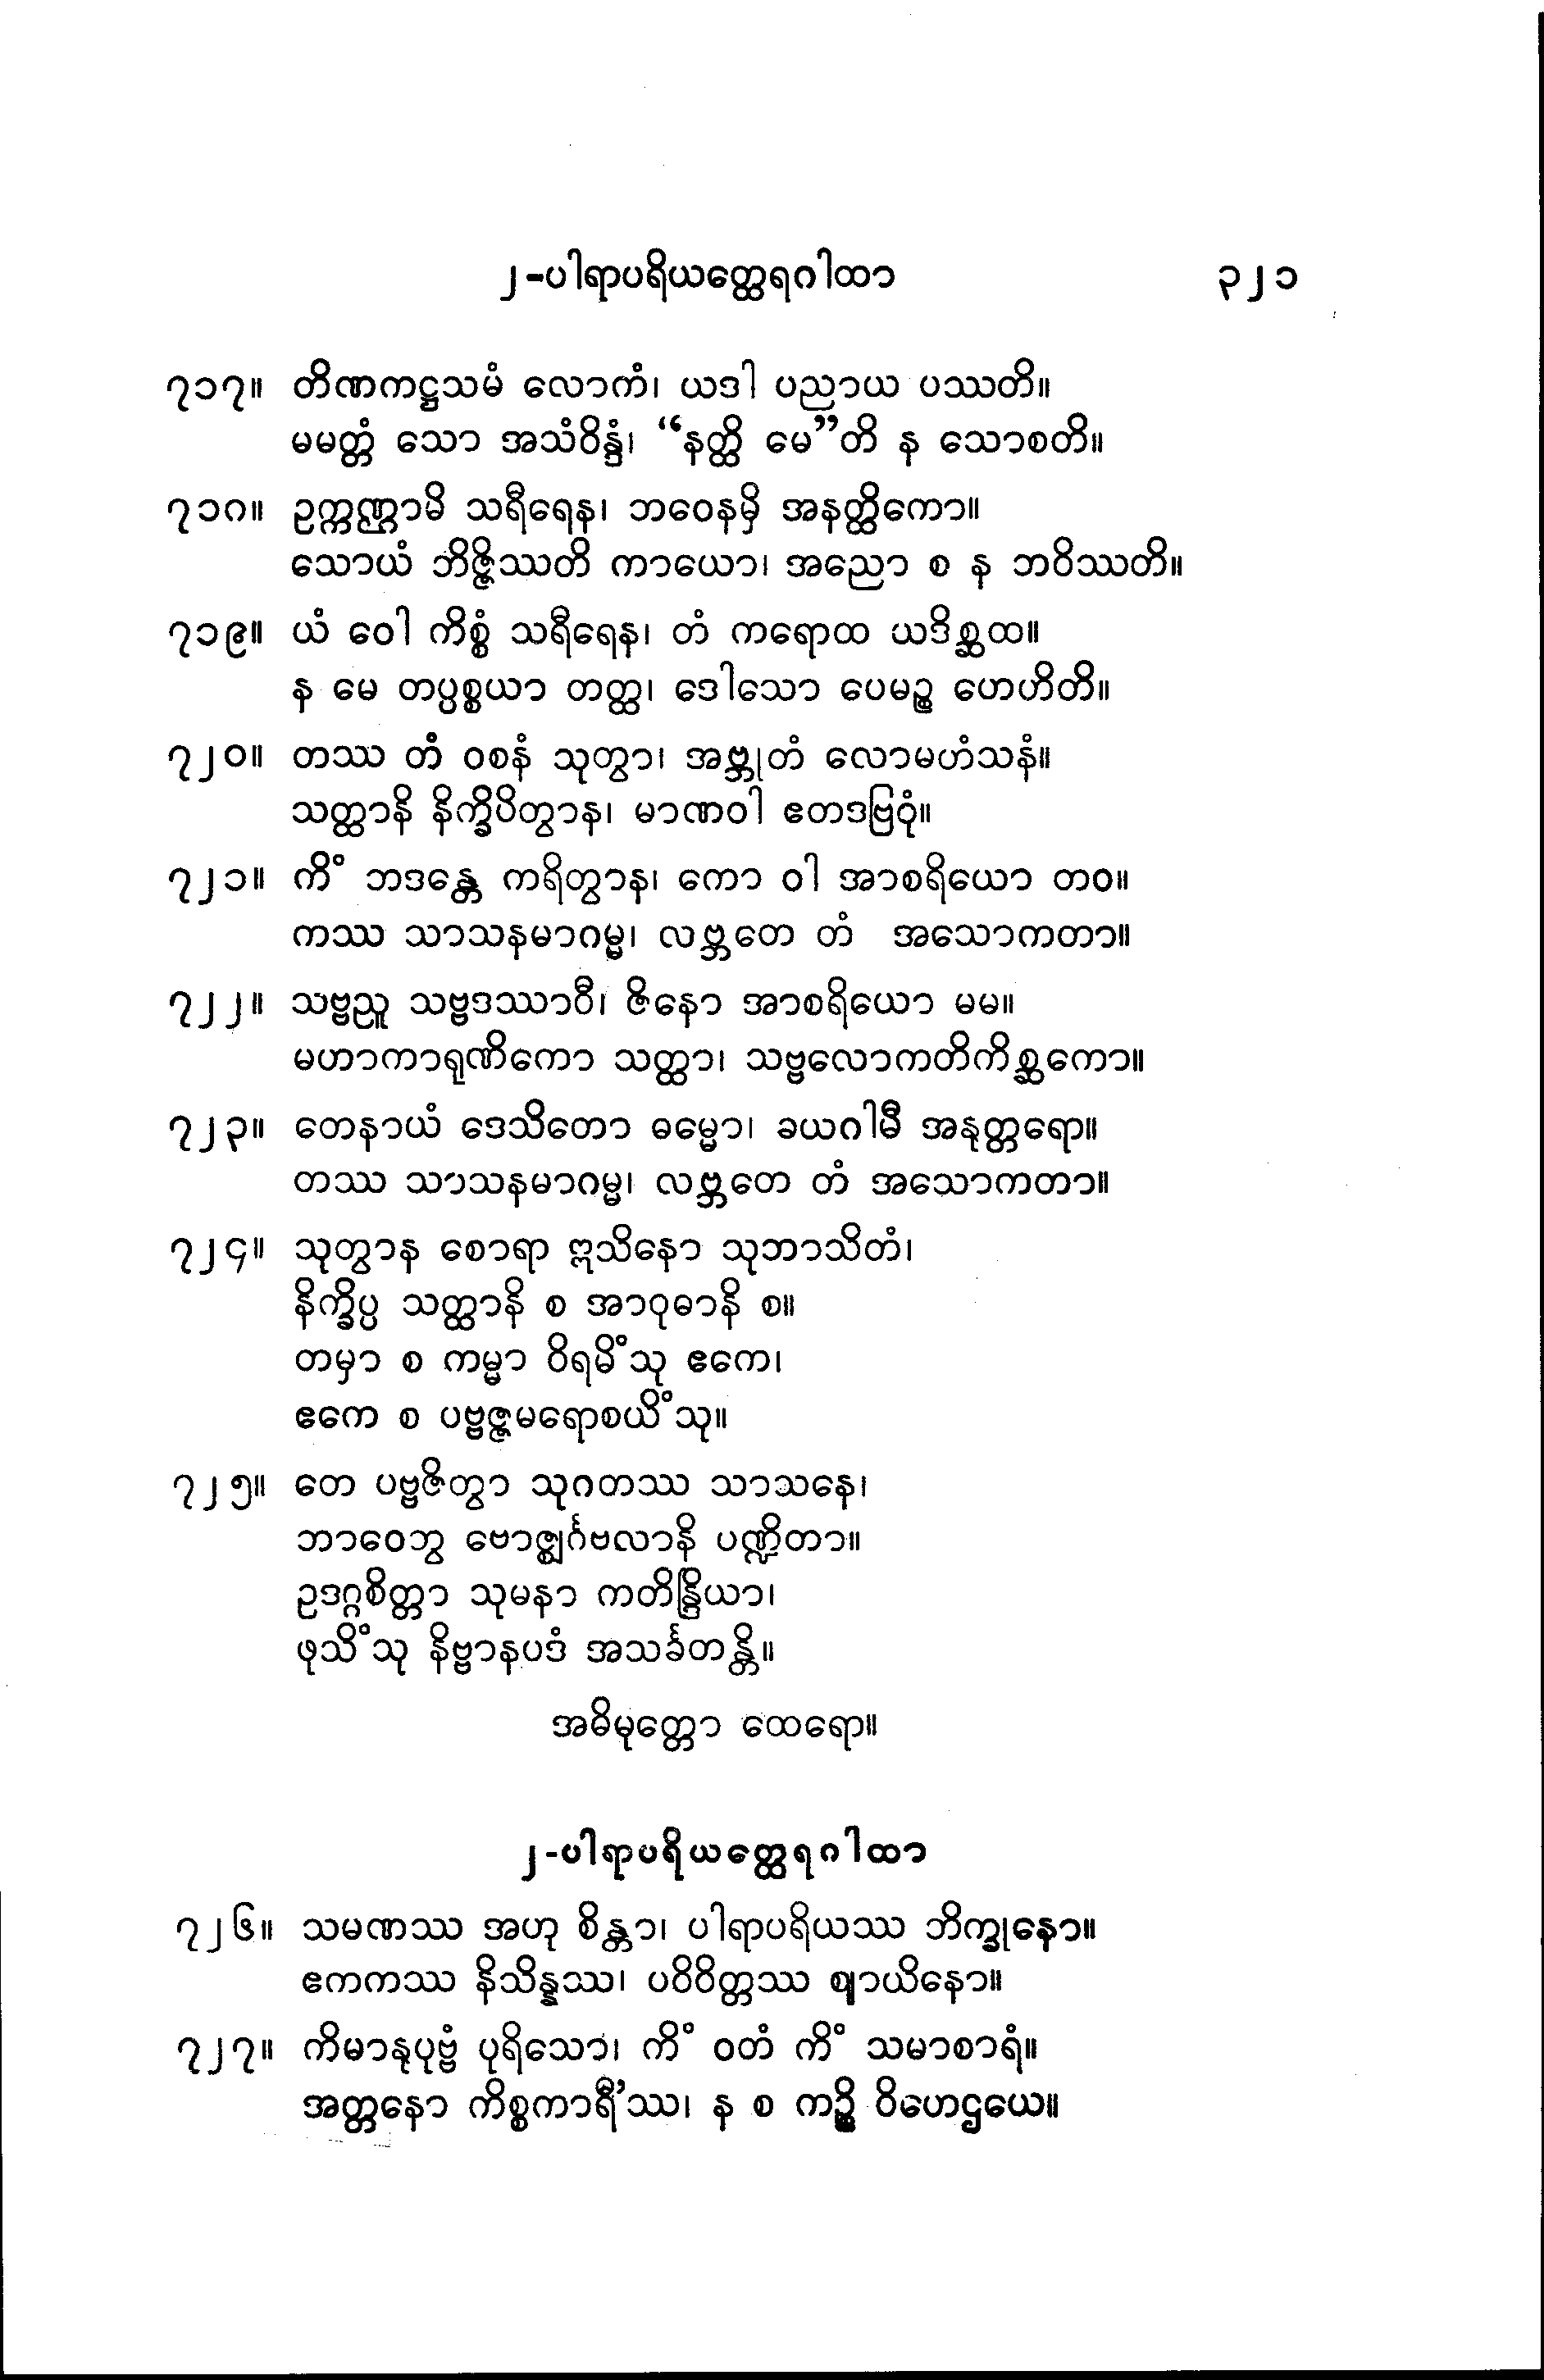 ၂-ပါရာပရိယတ္ထေရဂါထာ ၃၂၁
၇၁၇။ တိဏကဋ္ဌသမံ လောကံ၊ ယဒါ ပညာယ ပဿတိ။
မမတ္တံ သော အသံဝိန္ဒံ၊ “နတ္ထိ မေ”တိ န သောစတိ။
၇၁၈။ ဥက္ကဏ္ဌာမိ သရီရေန၊ ဘဝေနမှိ အနတ္ထိကော။
သောယံ ဘိဇ္ဇိဿတိ ကာယော၊ အညော စ န ဘဝိဿတိ။
၇၁၉။ ယံ ဝေါ ကိစ္စံ သရီရေန၊ တံ ကရောထ ယဒိစ္ဆထ။
န မေ တပ္ပစ္စယာ တတ္ထ၊ ဒေါသော ပေမဉ္စ ဟေဟိတိ။
၇၂၀။ တဿ တံ ဝစနံ သုတွာ၊ အဗ္ဘုတံ လောမဟံသနံ။
သတ္ထာနိ နိက္ခိပိတွာန၊ မာဏဝါ ဧတဒဗြဝုံ။
၇၂၁။ ကိံ ဘဒန္တေ ကရိတွာန၊ ကော ဝါ အာစရိယော တဝ။
ကဿ သာသနမာဂမ္မ၊ လဗ္ဘတေ တံ အသောကတာ။
၇၂၂။ သဗ္ဗညူ သဗ္ဗဒဿာဝီ၊ ဇိနော အာစရိယော မမ။
မဟာကာရုဏိကော သတ္ထာ၊ သဗ္ဗလောကတိကိစ္ဆကော။
၇၂၃။ တေနာယံ ဒေသိတော ဓမ္မော၊ ခယဂါမီ အနုတ္တရော။
တဿ သာသနမာဂမ္မ၊ လဗ္ဘတေ တံ အသောကတာ။
၇၂၄။ သုတွာန စောရာ ဣသိနော သုဘာသိတံ၊
နိက္ခိပ္ပ သတ္ထာနိ စ အာဝုဓာနိ စ။
တမှာ စ ကမ္မာ ဝိရမိံသု ဧကေ၊
ဧကေ စ ပဗ္ဗဇ္ဇမရောစယိံသု။
၇၂၅။ တေ ပဗ္ဗဇိတွာ သုဂတဿ သာသနေ၊
ဘာဝေတွ ဗောဇ္ဈင်္ဂဗလာနိ ပဏ္ဍိတာ။
ဥဒဂ္ဂစိတ္တာ သုမနာ ကတိန္ဒြိယာ၊
ဖုသိံသု နိဗ္ဗာနပဒံ အသင်္ခတန္တိ။
အဓိမုတ္တော ထေရော။
၂-ပါရာပရိယတ္ထေရဂါထာ
၇၂၆။ သမဏဿ အဟု စိန္တာ၊ ပါရာပရိယဿ ဘိက္ခုနော။
ဧကကဿ နိသိန္နဿ၊ ပဝိဝိတ္တဿ ဈာယိနော။
၇၂၇။ ကိမာနုပုဗ္ဗံ ပုရိသော၊ ကိံ ဝတံ ကိံ သမာစာရံ။
အတ္တနော ကိစ္စကာရီ’ဿ၊ န စ ကဉ္စိ ဝိဟေဌယေ။